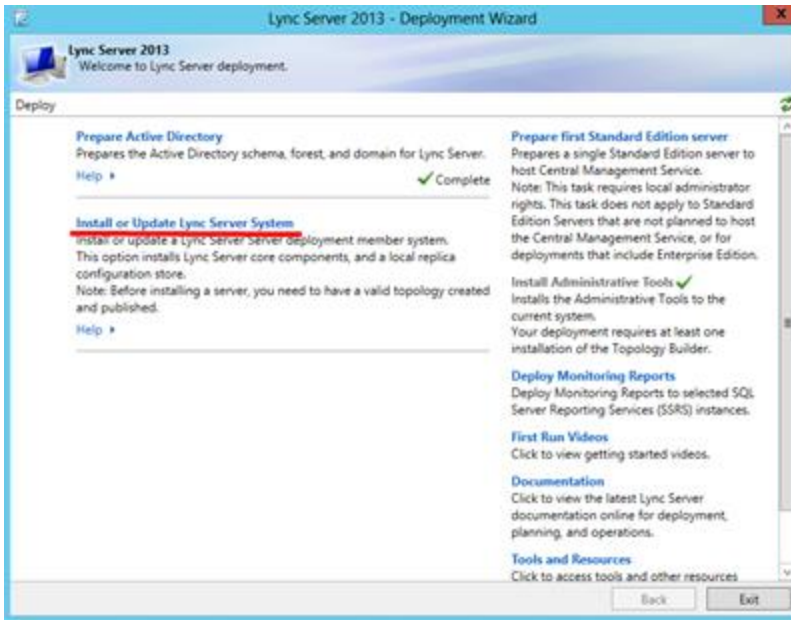 Lync Server 2013 - Deployment Wizard
x
Lync Server 2013
Welcome to Lync Server deployment.
Deploy
Prepare Active Directory
Prepares the Active Directory schema, forest, and domain for Lync Server.
Help
Complete
Install or Update Lync Server System
Install or update a Lync Server Server deployment member system.
This option installs Lync Server core components, and a local replica
configuration store.
Note: Before installing a server, you need to have a valid topology created
and published.
Help
Prepare first Standard Edition server
Prepares a single Standard Edition server to
host Central Management Service.
Note: This task requires local administrator
rights. This task does not apply to Standard
Edition Servers that are not planned to host
the Central Management Service, or for
deployments that include Enterprise Edition.
Install Administrative Tools
Installs the Administrative Tools to the
current system.
Your deployment requires at least one
installation of the Topology Builder.
Deploy Monitoring Reports
Deploy Monitoring Reports to selected SQL
Server Reporting Services (SSRS) instances.
First Run Videos
Click to view getting started videos.
Documentation
Click to view the latest Lync Server
documentation online for deployment,
planning, and operations.
Tools and Resources
Click to access tools and other resources
Back
Exit